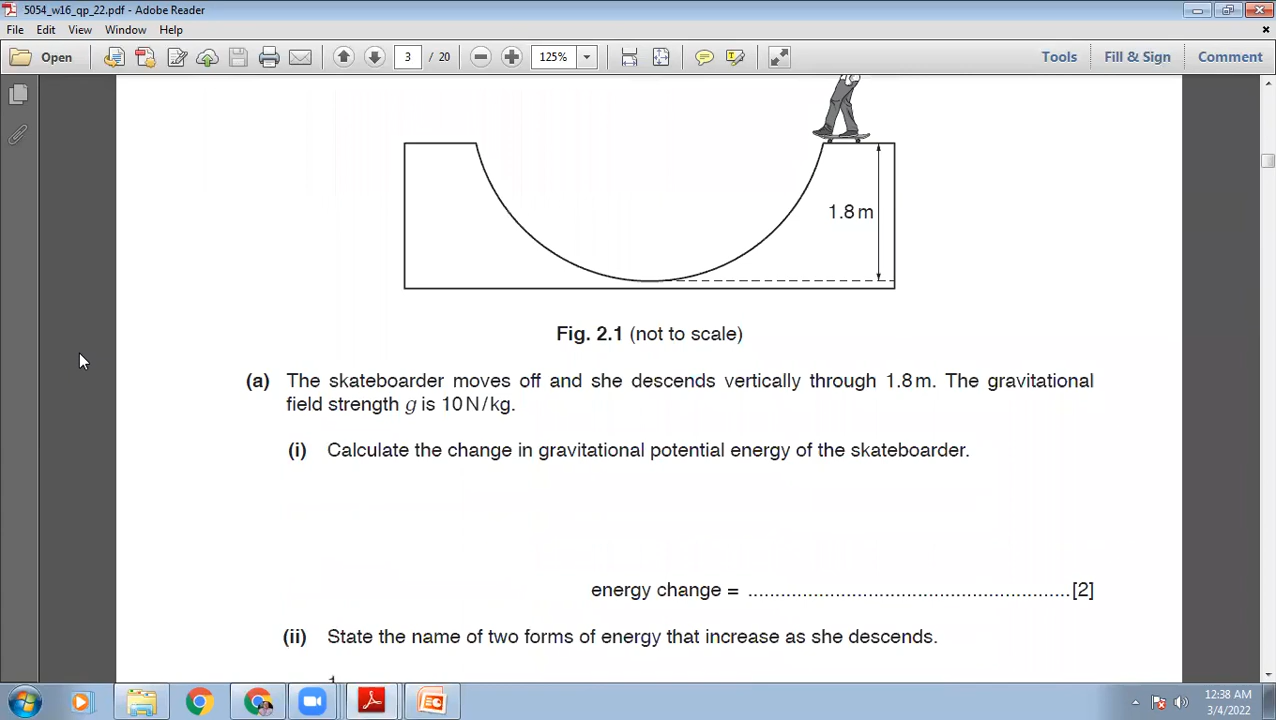 5054_w16_qp_22.pdf - Adobe Reader
File Edit View Window Help
Open 3 / 20 125% Tools Fill & Sign Comment
1.8 m
Fig. 2.1 (not to scale)
(a) The skateboarder moves off and she descends vertically through 1.8 m. The gravitational
field strength g is 10 N / kg.
(i) Calculate the change in gravitational potential energy of the skateboarder.
energy change = ........................................................... [2]
(ii) State the name of two forms of energy that increase as she descends.
12:38 AM
3/4/2022